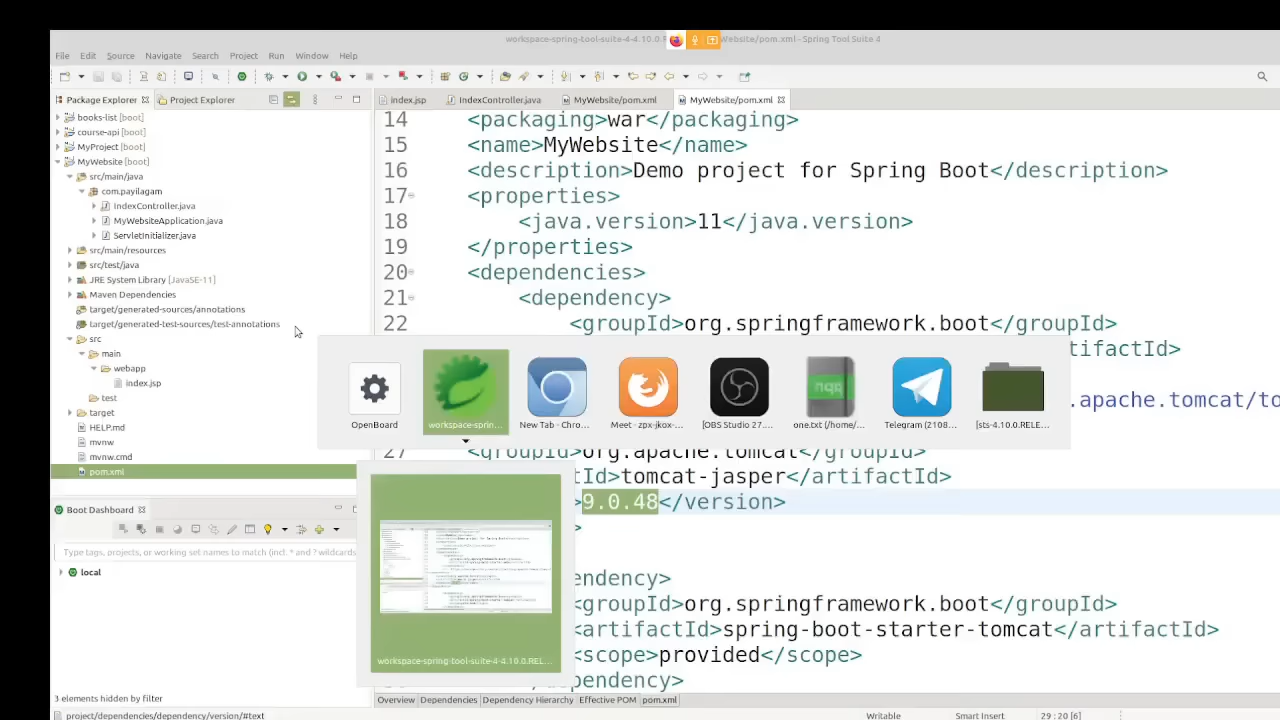 workspace-spring-tool-suite-4-4.10.0.R Website/pom.xml - Spring Tool Suite 4
File Edit Source Navigate Search Project Run Window Help
Package Explorer Project Explorer
index.jsp IndexController.java MyWebsite/pom.xml MyWebsite/pom.xml
books-list [boot]
course-api [boot]
MyProject [boot]
MyWebsite [boot]
src/main/java
com.payilagam
IndexController.java
MyWebsiteApplication.java
ServletInitializer.java
src/main/resources
src/test/java
JRE System Library [JavaSE-11]
Maven Dependencies
target/generated-sources/annotations
target/generated-test-sources/test-annotations
src
main
webapp
index.jsp
test
target
HELP.md
mvnw
mvnw.cmd
pom.xml
14 <packaging>war</packaging>
15 <name>MyWebsite</name>
16 <description>Demo project for Spring Boot</description>
17 <properties>
18 <java.version>11</java.version>
19 </properties>
20 <dependencies>
21 <dependency>
22 <groupId>org.springframework.boot</groupId>
tifactId>
.apache.tomcat/to
27 <groupId>org.apache.tomcat</groupId>
tId>tomcat-jasper</artifactId>
>9.0.48</version>
>
endency>
<groupId>org.springframework.boot</groupId>
<artifactId>spring-boot-starter-tomcat</artifactId>
<scope>provided</scope>
ependency>
OpenBoard workspace-sprin... New Tab - Chro... Meet - zpx-jkox-... [OBS Studio 27.... one.txt (/home/... Telegram (2108... [sts-4.10.0.RELE...
workspace-spring-tool-suite-4-4.10.0.REL...
Boot Dashboard
Type tags, projects, or working set names to match (incl. * and ? wildcards
local
3 elements hidden by filter
Overview Dependencies Dependency Hierarchy Effective POM pom.xml
project/dependencies/dependency/version/#text Writable Smart Insert 29 : 20 [6]